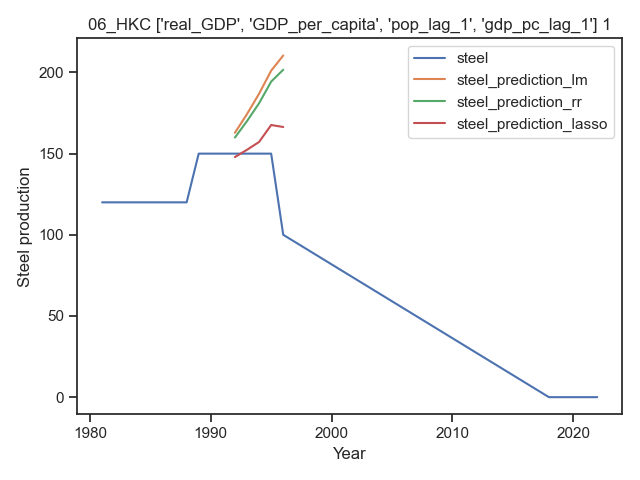 06_HKC ['real_GDP', 'GDP_per_capita', 'pop_lag_1', 'gdp_pc_lag_1'] 1
steel
steel_prediction_lm
steel_prediction_rr
steel_prediction_lasso
200
150
100
50
0
Steel production
1980
1990
2000
2010
2020
Year